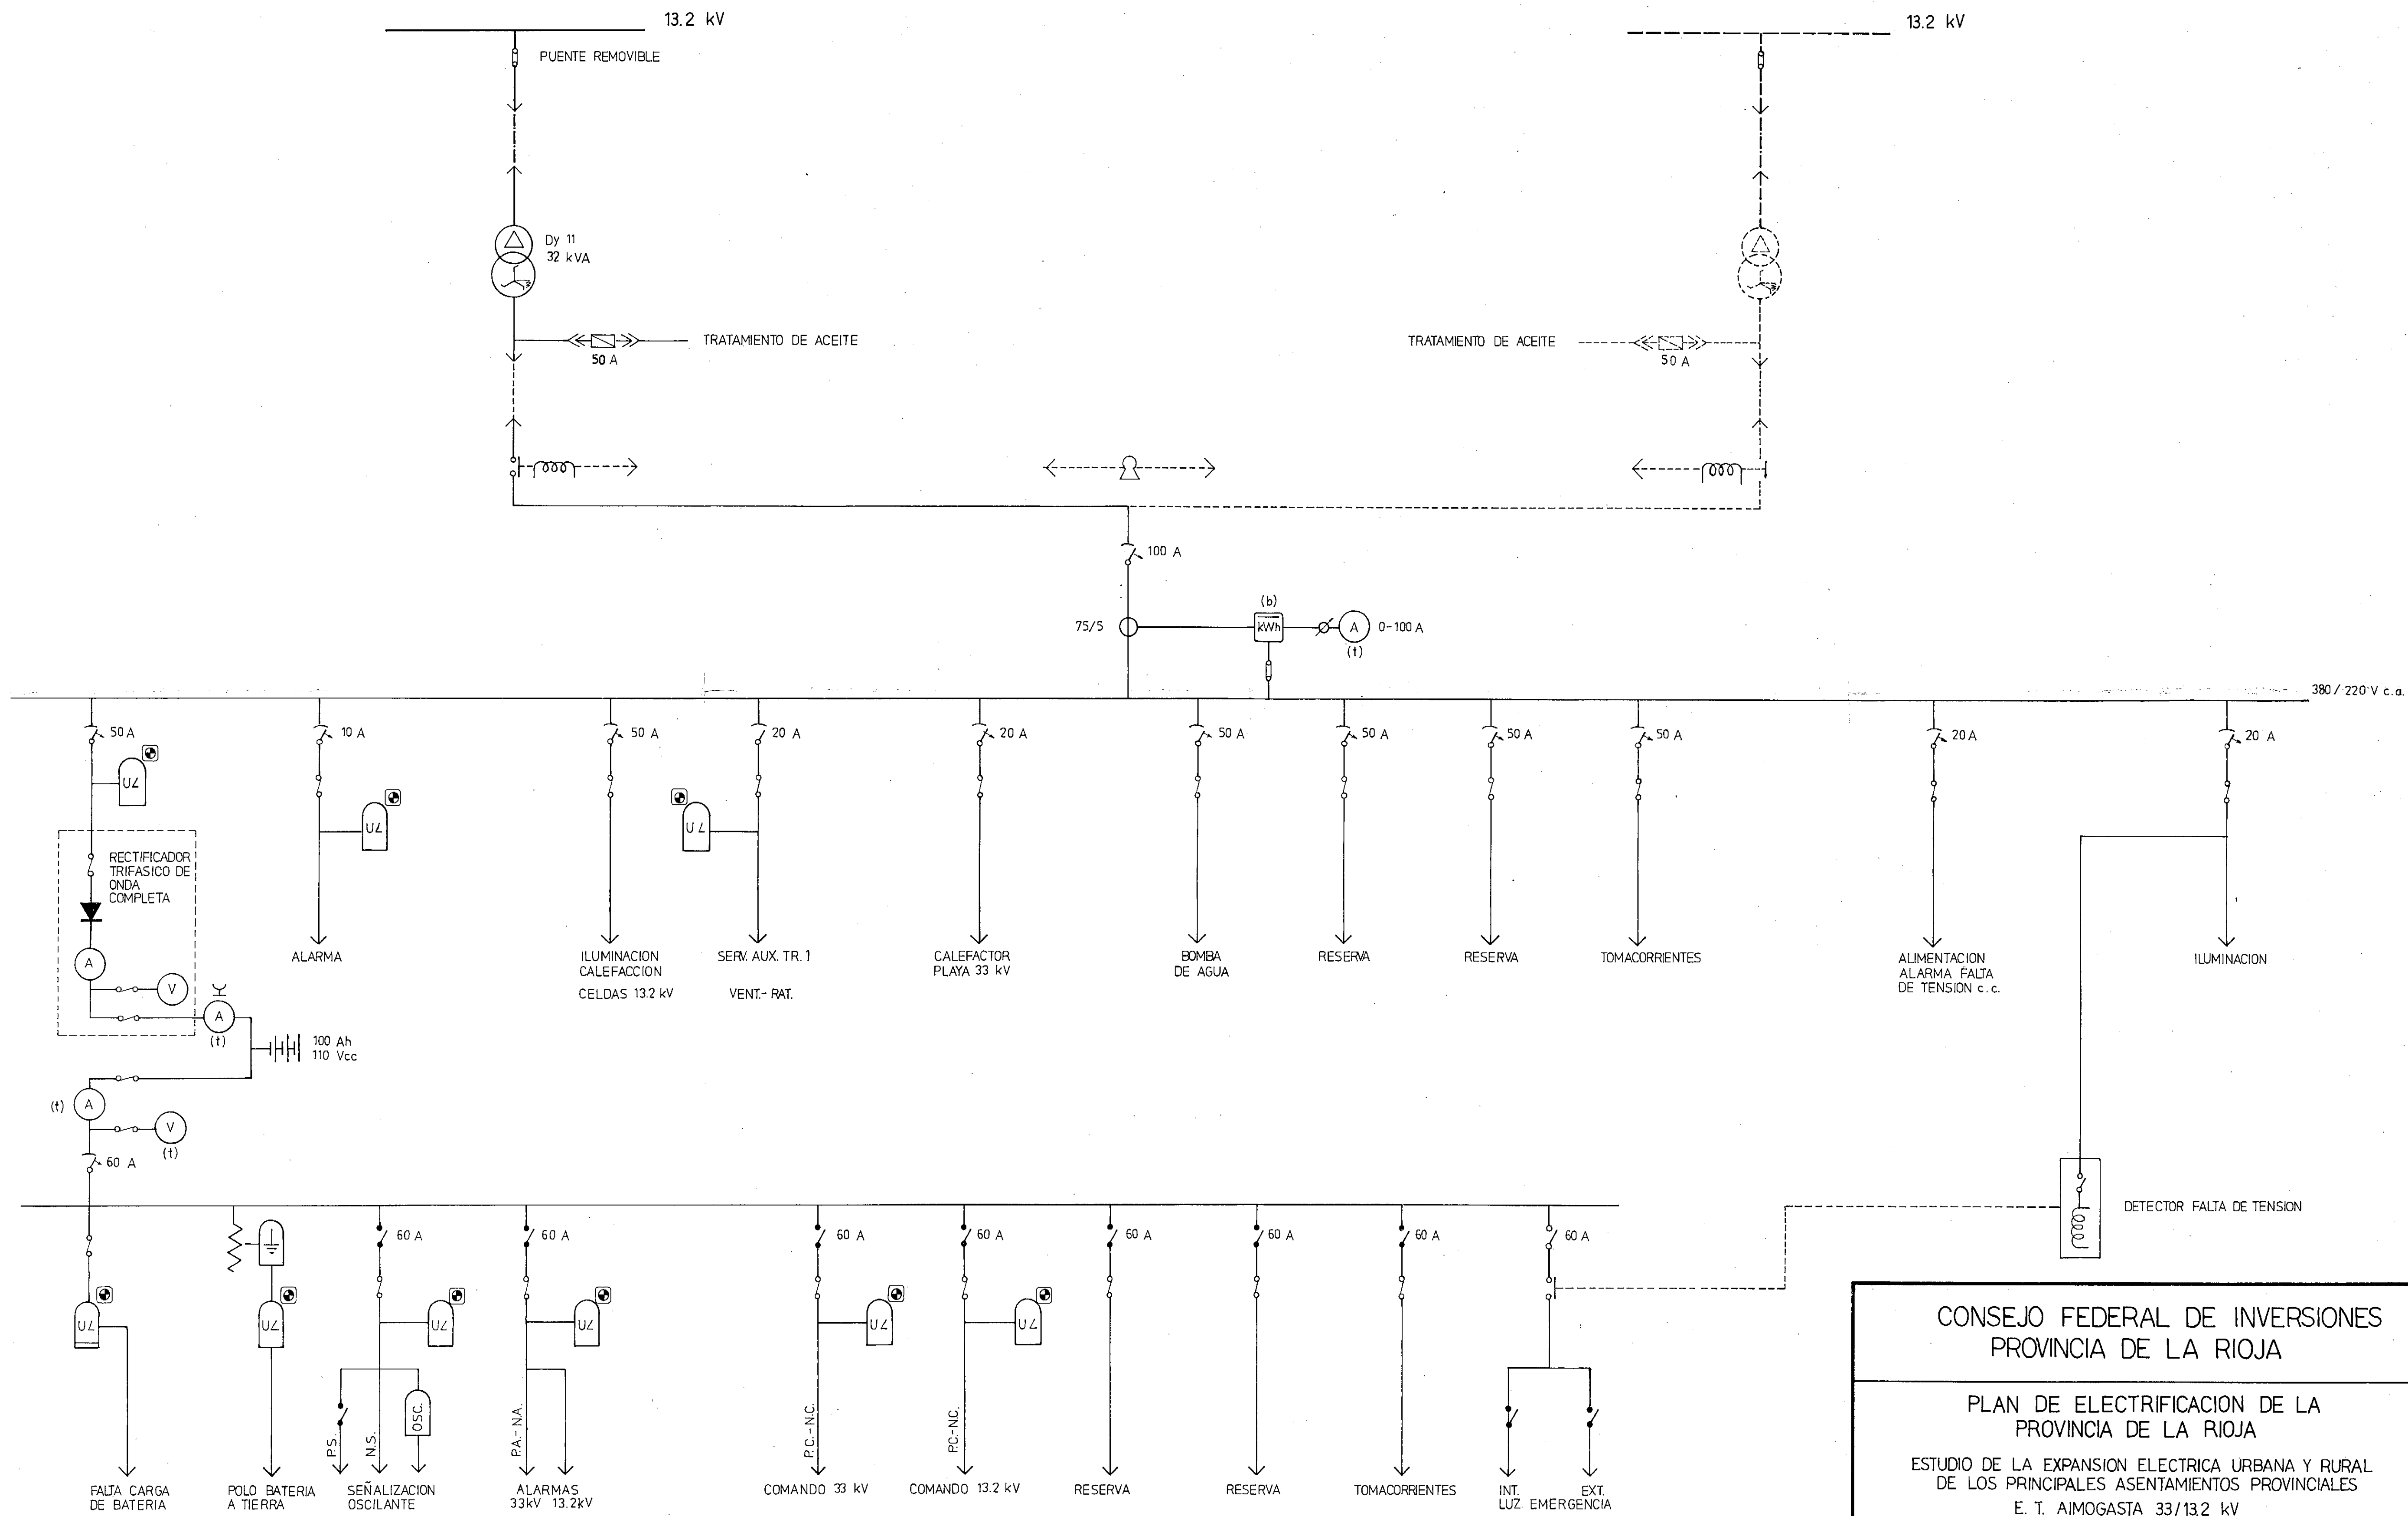 13.2 kV
13.2 kV
PUENTE REMOVIBLE
Dy 11
32 kVA
TRATAMIENTO DE ACEITE
50 A
TRATAMIENTO DE ACEITE
50 A
100 A
75/5
(b)
kWh
A
0-100 A
(t)
380/220 V c.a.
50 A
10 A
50 A
20 A
20 A
50 A
50 A
50 A
50 A
20 A
20 A
U∠
U∠
U∠
RECTIFICADOR
TRIFASICO DE
ONDA
COMPLETA
A
V
A
(t)
100 Ah
110 Vcc
ALARMA
ILUMINACION
CALEFACCION
CELDAS 13.2 kV
SERV. AUX. TR. 1
VENT.- RAT.
CALEFACTOR
PLAYA 33 kV
BOMBA
DE AGUA
RESERVA
RESERVA
TOMACORRIENTES
ALIMENTACION
ALARMA FALTA
DE TENSION c.c.
ILUMINACION
(t)
A
V
(t)
60 A
DETECTOR FALTA DE TENSION
60 A
60 A
60 A
60 A
60 A
60 A
60 A
60 A
U∠
U∠
U∠
U∠
U∠
U∠
P.S.
N.S.
OSC.
P.A.-N.A.
P.C.-N.C.
P.C.-N.C.
FALTA CARGA
DE BATERIA
POLO BATERIA
A TIERRA
SEÑALIZACION
OSCILANTE
ALARMAS
33kV 13.2kV
COMANDO 33 kV
COMANDO 13.2 kV
RESERVA
RESERVA
TOMACORRIENTES
INT. EXT.
LUZ EMERGENCIA
CONSEJO FEDERAL DE INVERSIONES
PROVINCIA DE LA RIOJA
PLAN DE ELECTRIFICACION DE LA
PROVINCIA DE LA RIOJA
ESTUDIO DE LA EXPANSION ELECTRICA URBANA Y RURAL
DE LOS PRINCIPALES ASENTAMIENTOS PROVINCIALES
E. T. AIMOGASTA 33/13.2 kV